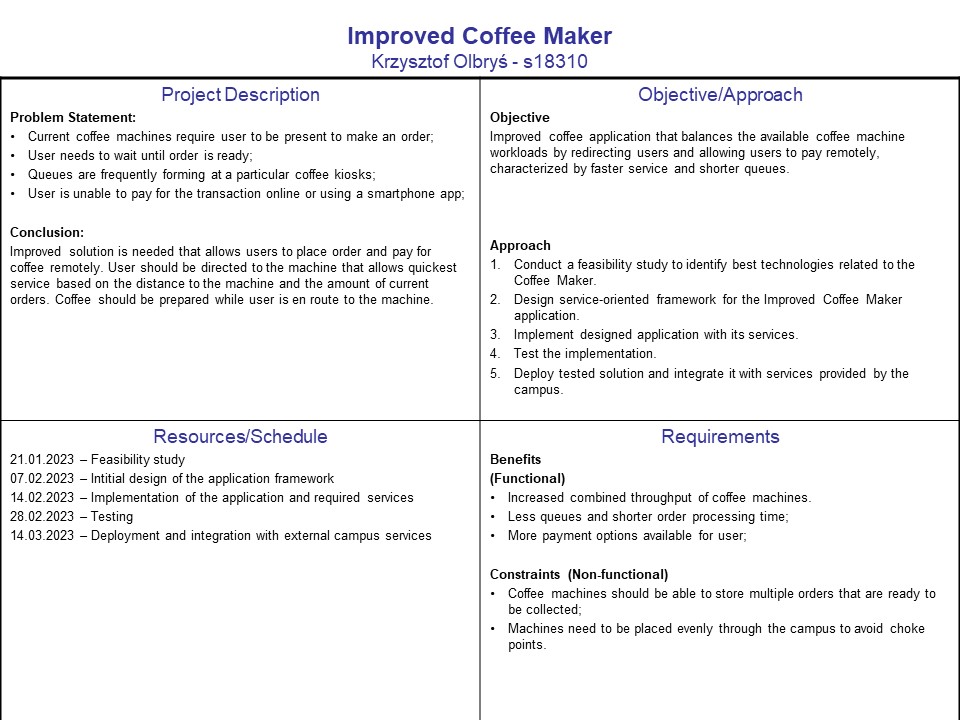 Improved Coffee Maker
Krzysztof Olbryś - s18310
Project Description
Problem Statement:
• Current coffee machines require user to be present to make an order;
• User needs to wait until order is ready;
• Queues are frequently forming at a particular coffee kiosks;
• User is unable to pay for the transaction online or using a smartphone app;
Conclusion:
Improved solution is needed that allows users to place order and pay for
coffee remotely. User should be directed to the machine that allows quickest
service based on the distance to the machine and the amount of current
orders. Coffee should be prepared while user is en route to the machine.
Objective/Approach
Objective
Improved coffee application that balances the available coffee machine
workloads by redirecting users and allowing users to pay remotely,
characterized by faster service and shorter queues.
Approach
1. Conduct a feasibility study to identify best technologies related to the
Coffee Maker.
2. Design service-oriented framework for the Improved Coffee Maker
application.
3. Implement designed application with its services.
4. Test the implementation.
5. Deploy tested solution and integrate it with services provided by the
campus.
Resources/Schedule
21.01.2023 – Feasibility study
07.02.2023 – Intitial design of the application framework
14.02.2023 – Implementation of the application and required services
28.02.2023 – Testing
14.03.2023 – Deployment and integration with external campus services
Requirements
Benefits
(Functional)
• Increased combined throughput of coffee machines.
• Less queues and shorter order processing time;
• More payment options available for user;
Constraints (Non-functional)
• Coffee machines should be able to store multiple orders that are ready to
be collected;
• Machines need to be placed evenly through the campus to avoid choke
points.